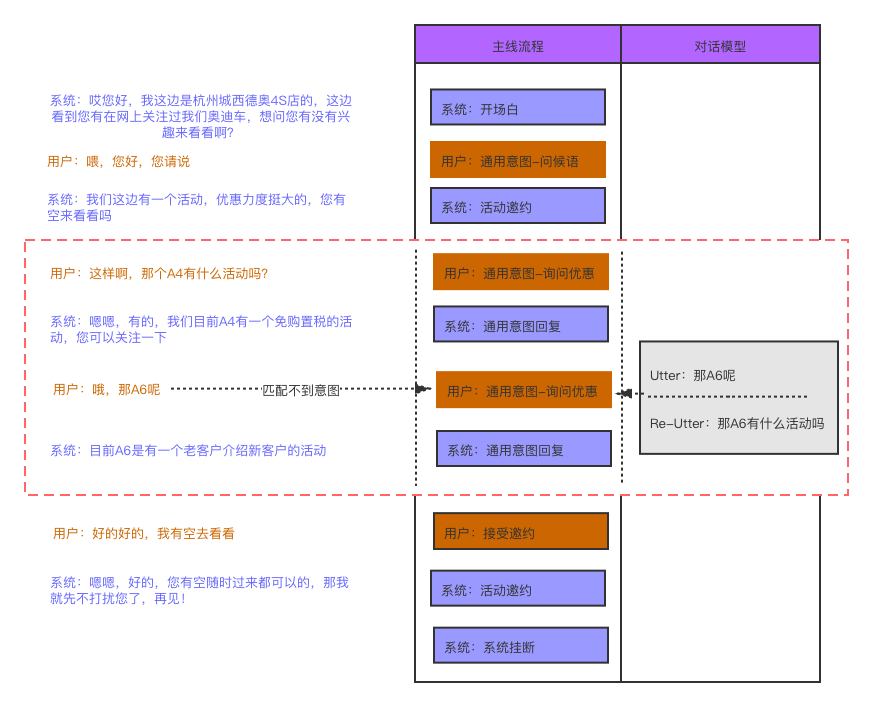 主线流程
对话模型
系统：哎您好，我这边是杭州城西德奥4S店的，这边
看到您有在网上关注过我们奥迪车，想问您有没有兴
趣来看看啊？
系统：开场白
用户：喂，您好，您请说
用户：通用意图-问候语
系统：我们这边有一个活动，优惠力度挺大的，您有
空来看看吗
系统：活动邀约
用户：这样啊，那个A4有什么活动吗？
用户：通用意图-询问优惠
系统：嗯嗯，有的，我们目前A4有一个免购置税的活
动，您可以关注一下
系统：通用意图回复
用户：哦，那A6呢
匹配不到意图
用户：通用意图-询问优惠
Utter：那A6呢
Re-Utter：那A6有什么活动吗
系统：目前A6是有一个老客户介绍新客户的活动
系统：通用意图回复
用户：好的好的，我有空去看看
用户：接受邀约
系统：嗯嗯，好的，您有空随时过来都可以的，那我
就先不打扰您了，再见！
系统：活动邀约
系统：系统挂断